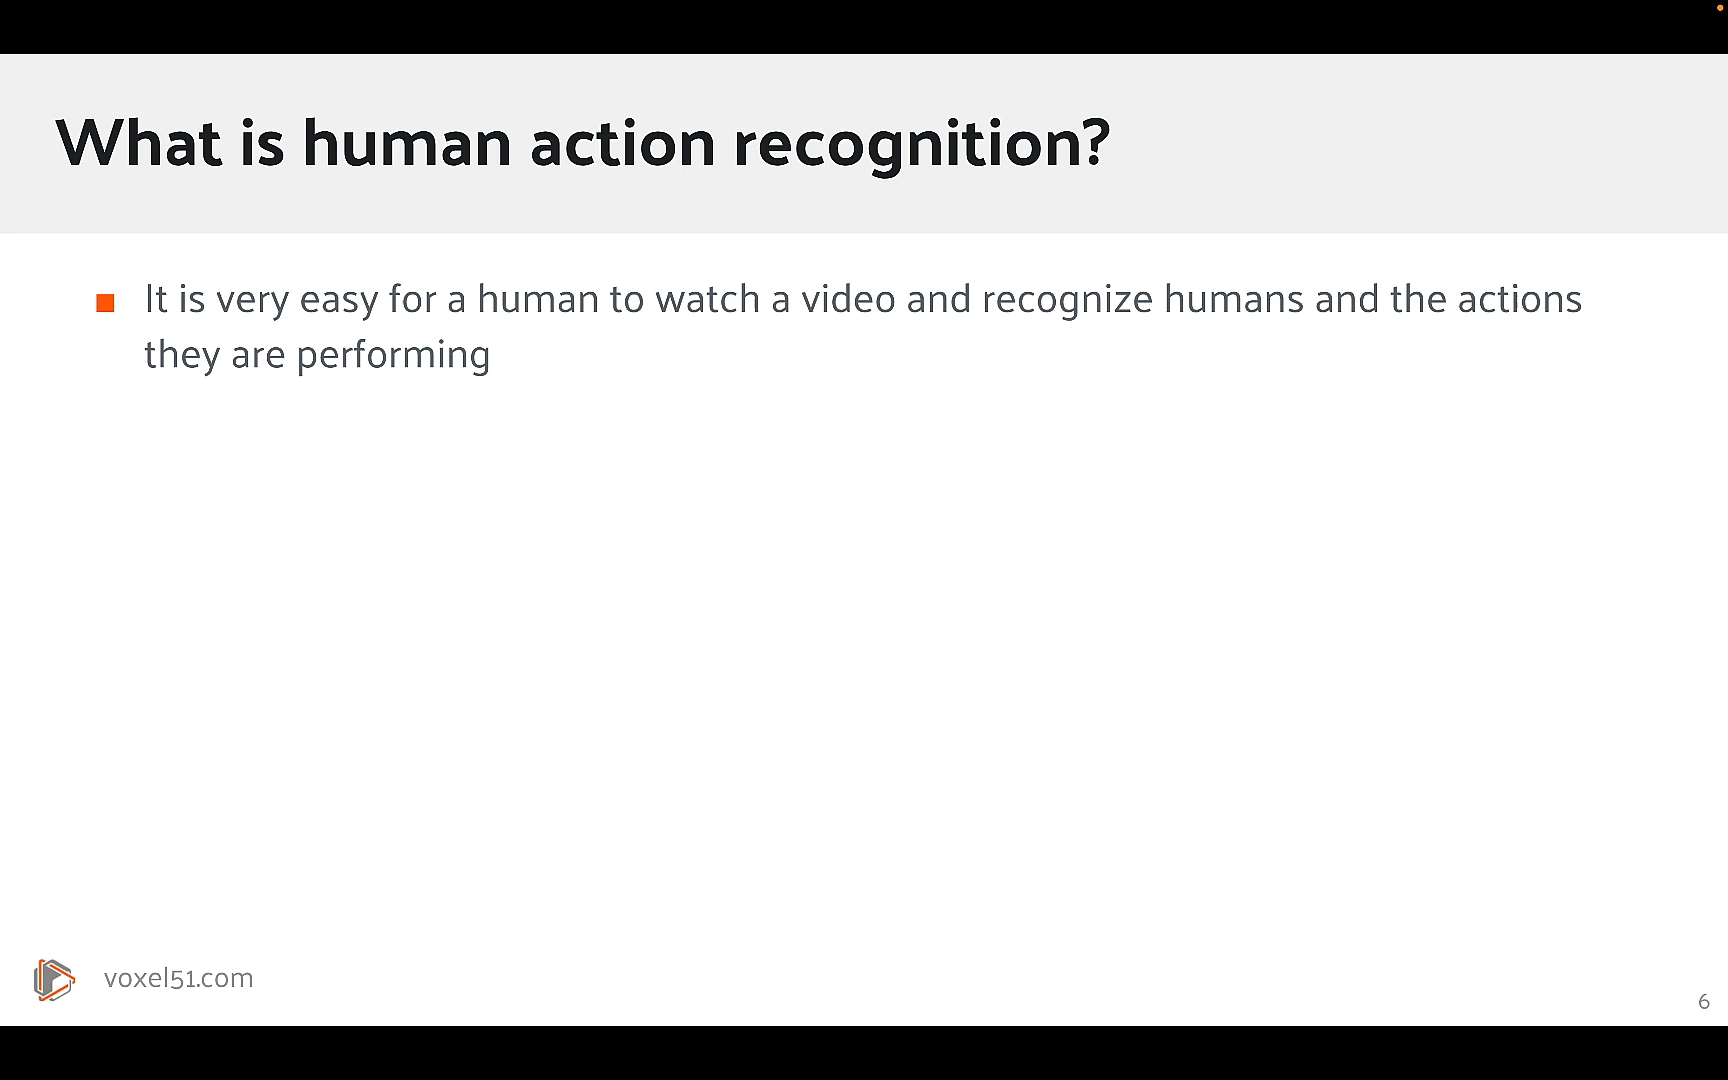 What is human action recognition?
It is very easy for a human to watch a video and recognize humans and the actions
they are performing
voxel51.com
6